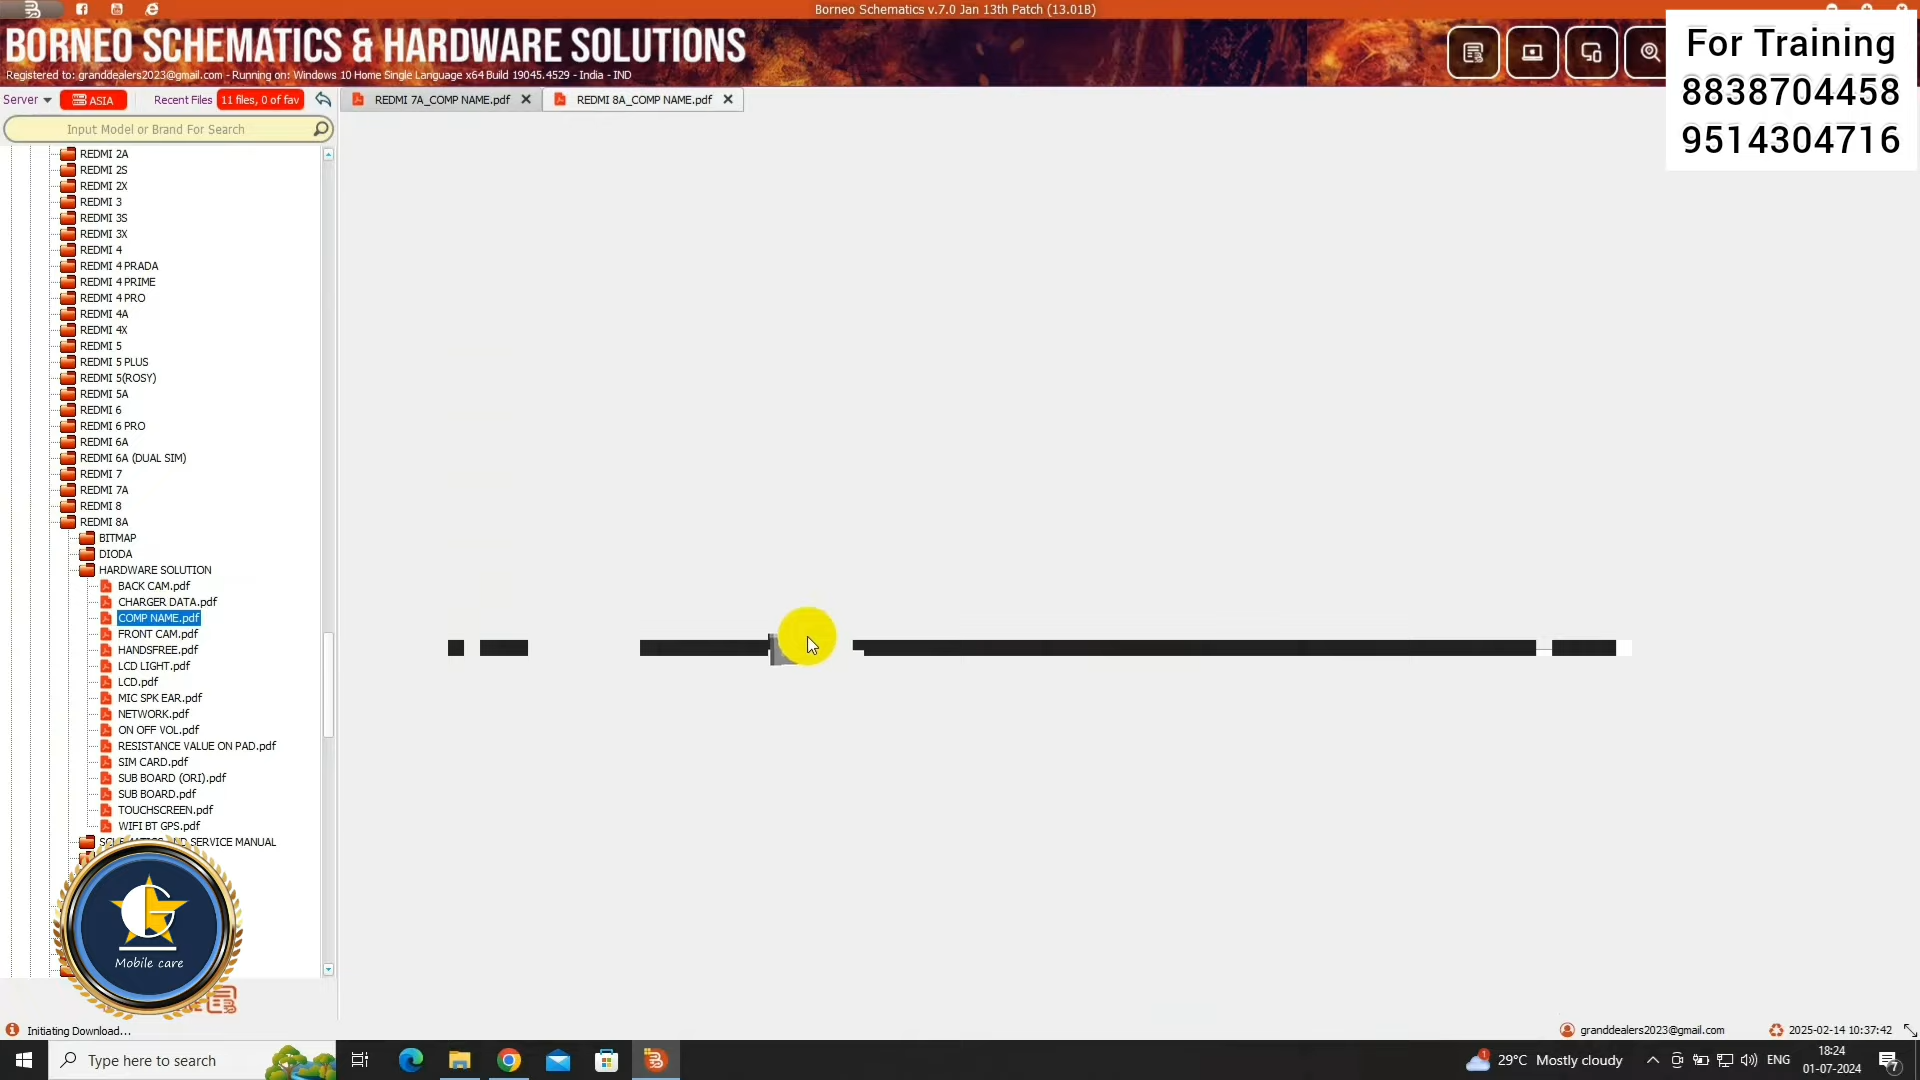 Borneo Schematics v.7.0 Jan 13th Patch (13.01B)
BORNEO SCHEMATICS & HARDWARE SOLUTIONS
Registered to: granddealers2023@gmail.com - Running on: Windows 10 Home Single Language x64 Build 19045.4529 - India - IND
For Training
8838704458
9514304716
Server ASIA Recent Files 11 files, 0 of fav
REDMI 7A_COMP NAME.pdf
REDMI 8A_COMP NAME.pdf
Input Model or Brand For Search
REDMI 2A
REDMI 2S
REDMI 2X
REDMI 3
REDMI 3S
REDMI 3X
REDMI 4
REDMI 4 PRADA
REDMI 4 PRIME
REDMI 4 PRO
REDMI 4A
REDMI 4X
REDMI 5
REDMI 5 PLUS
REDMI 5(ROSY)
REDMI 5A
REDMI 6
REDMI 6 PRO
REDMI 6A
REDMI 6A (DUAL SIM)
REDMI 7
REDMI 7A
REDMI 8
REDMI 8A
BITMAP
DIODA
HARDWARE SOLUTION
BACK CAM.pdf
CHARGER DATA.pdf
COMP NAME.pdf
FRONT CAM.pdf
HANDSFREE.pdf
LCD LIGHT.pdf
LCD.pdf
MIC SPK EAR.pdf
NETWORK.pdf
ON OFF VOL.pdf
RESISTANCE VALUE ON PAD.pdf
SIM CARD.pdf
SUB BOARD (ORI).pdf
SUB BOARD.pdf
TOUCHSCREEN.pdf
WIFI BT GPS.pdf
SERVICE MANUAL
Mobile care
Initiating Download...
granddealers2023@gmail.com
2025-02-14 10:37:42
Type here to search
29°C Mostly cloudy
ENG
18:24
01-07-2024
7